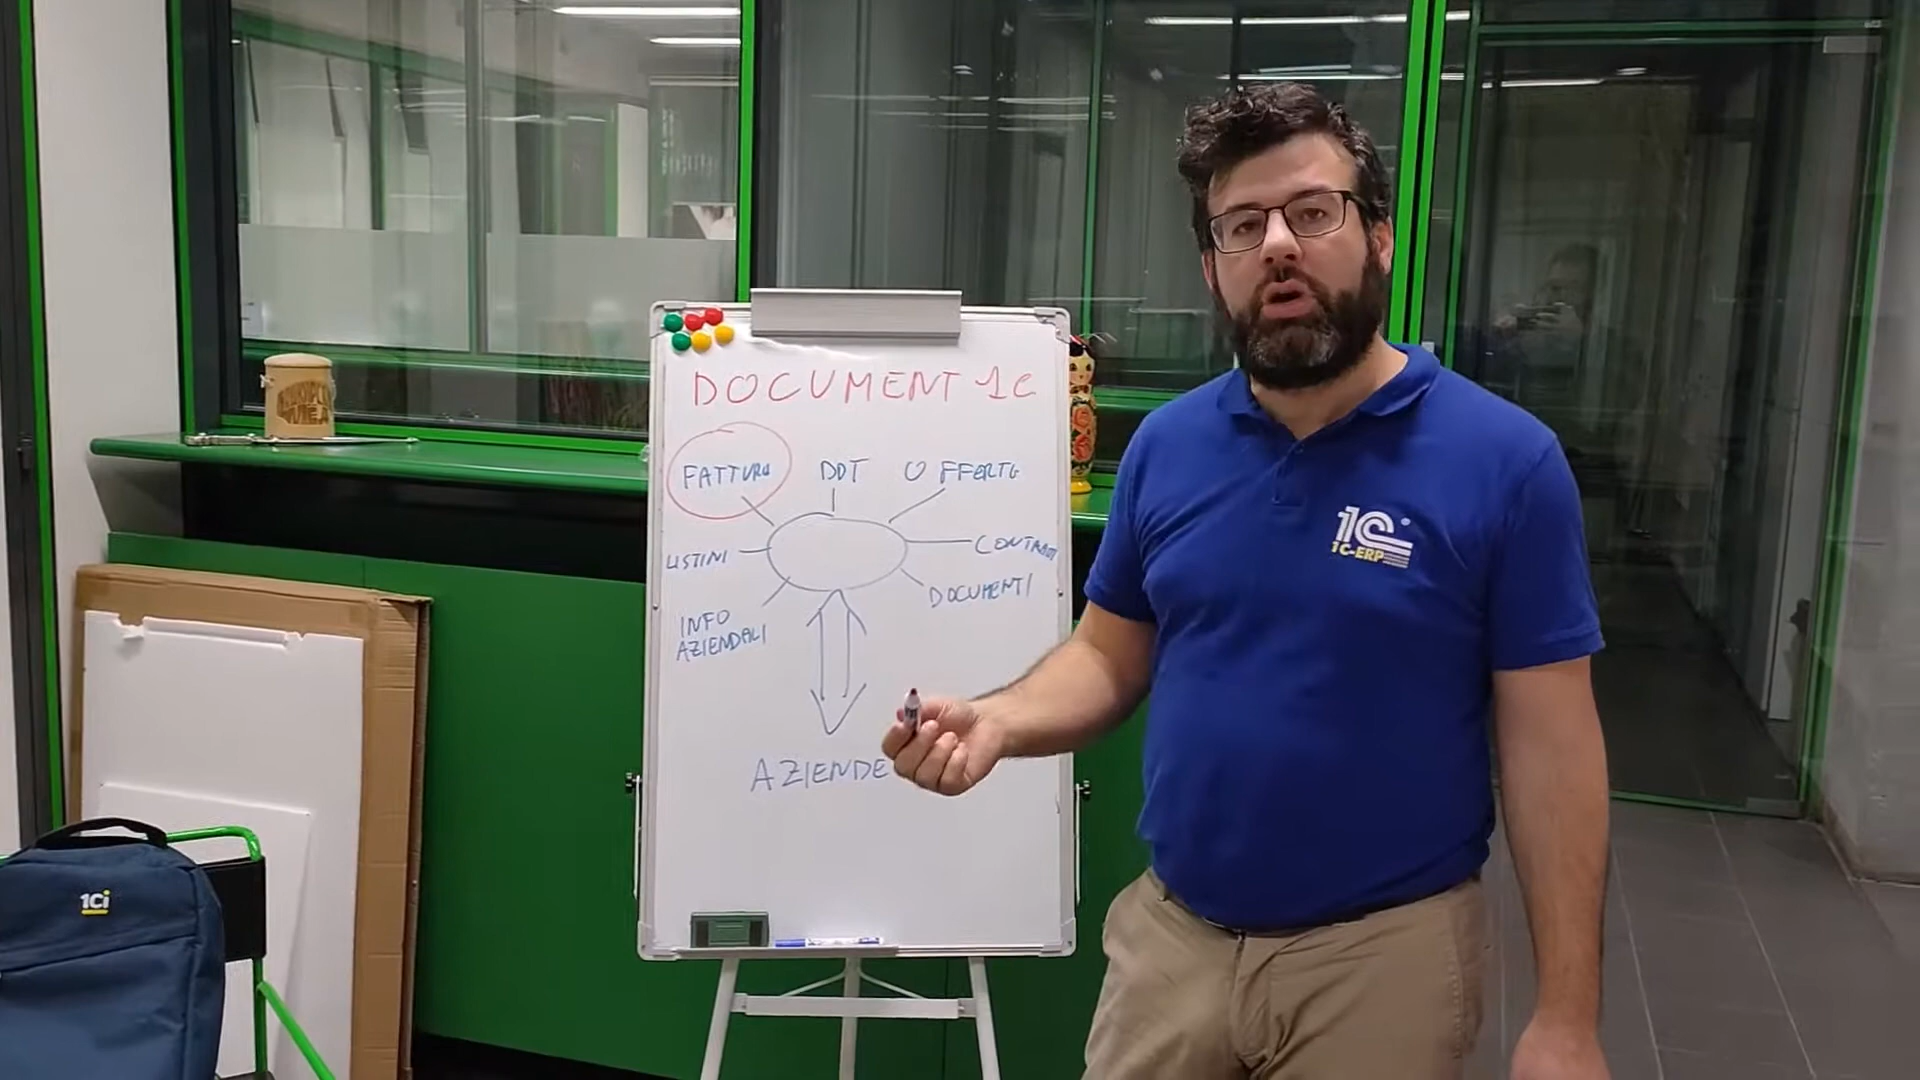 DOCUMENT 1C
FATTURE DDT OFFERTE
LISTINI
CONTRATTI
DOCUMENTI
INFO
AZIENDALI
AZIENDE
1C
1C-ERP
1Ci